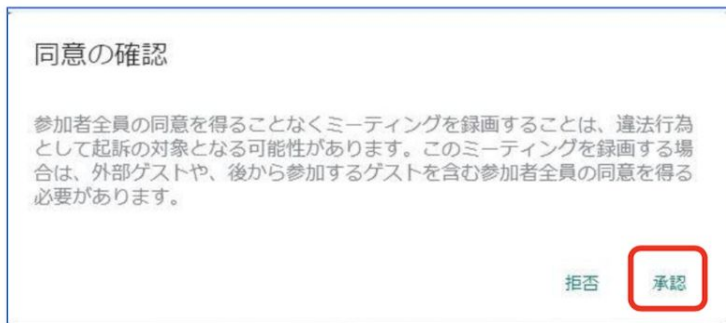 同意の確認
参加者全員の同意を得ることなくミーティングを録画することは、違法行為
として起訴の対象となる可能性があります。このミーティングを録画する場
合は、外部ゲストや、後から参加するゲストを含む参加者全員の同意を得る
必要があります。
拒否 承認